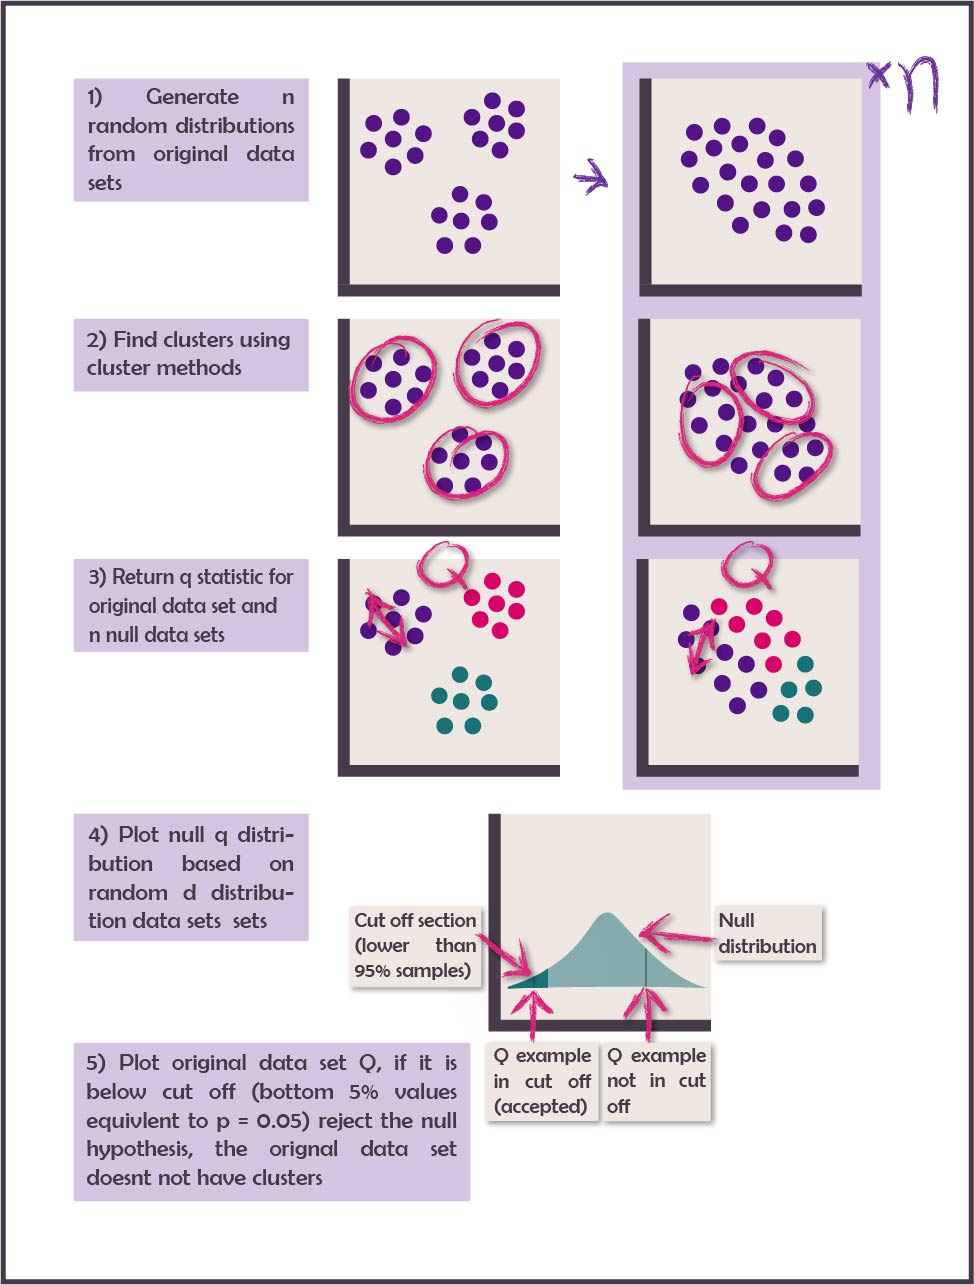 1) Generate n
random distributions
from original data
sets
×n
2) Find clusters using
cluster methods
3) Return q statistic for
original data set and
n null data sets
Q
Q
4) Plot null q distri-
bution based on
random d distribu-
tion data sets sets
Cut off section
(lower than
95% samples)
Null
distribution
Q example
in cut off
(accepted)
Q example
not in cut
off
5) Plot original data set Q, if it is
below cut off (bottom 5% values
equivlent to p = 0.05) reject the null
hypothesis, the orignal data set
doesnt not have clusters